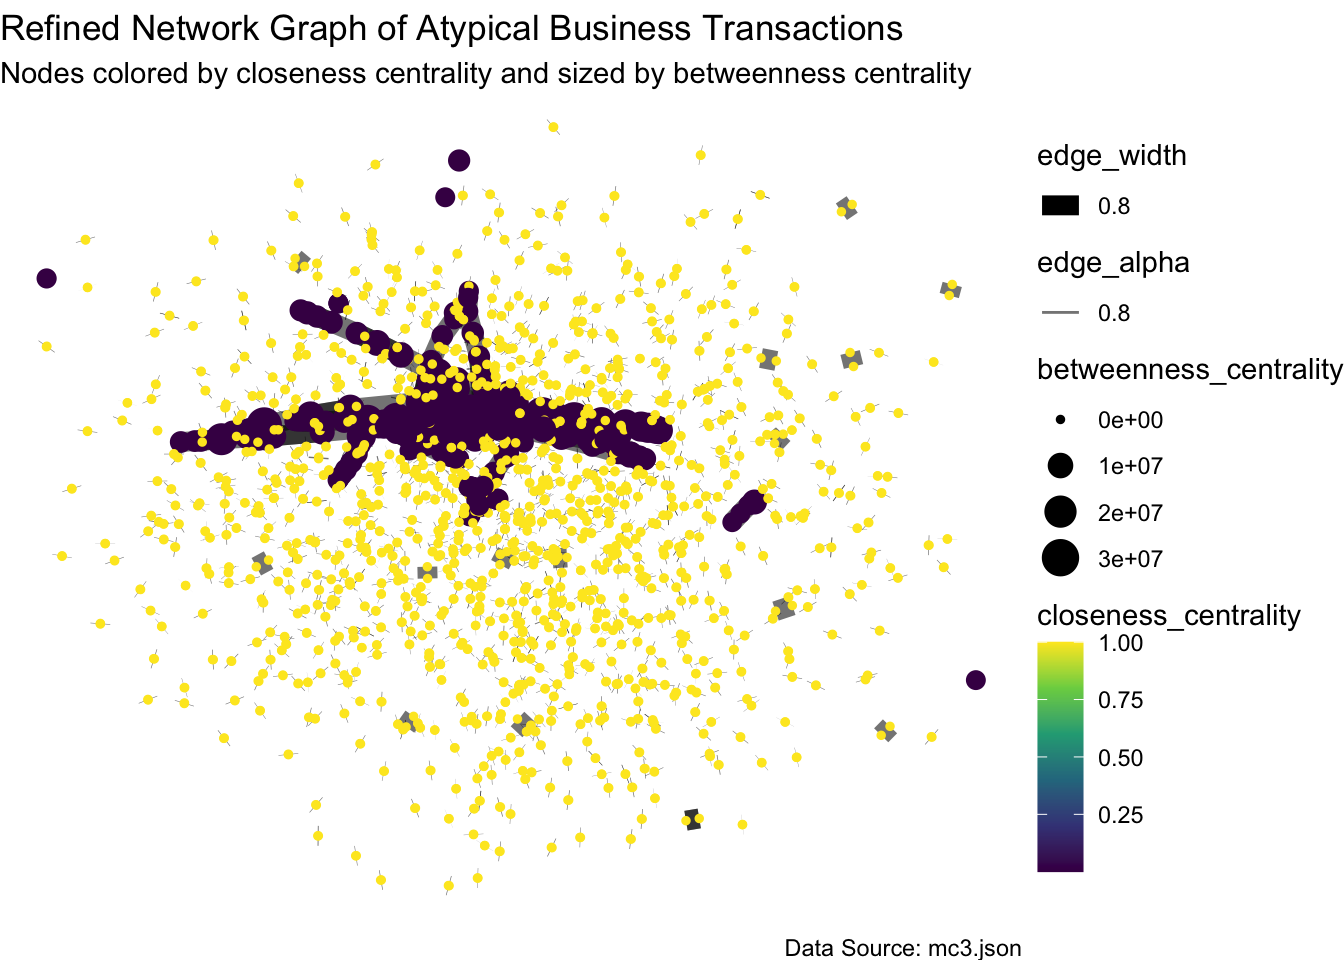 Refined Network Graph of Atypical Business Transactions
Nodes colored by closeness centrality and sized by betweenness centrality
edge_width
0.8
edge_alpha
0.8
betweenness_centrality
0e+00
1e+07
2e+07
3e+07
closeness_centrality
1.00
0.75
0.50
0.25
Data Source: mc3.json